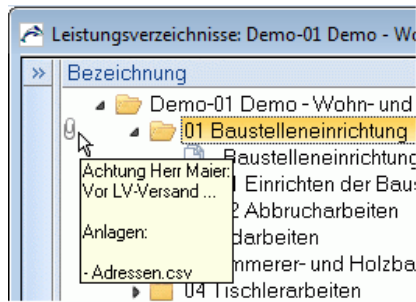 Leistungsverzeichnisse: Demo-01 Demo - Wo
» Bezeichnung
Demo-01 Demo - Wohn- und
01 Baustelleneinrichtung
Baustelleneinrichtung
Einrichten der Baus
2 Abbrucharbeiten
darbeiten
mmerer- und Holzba
04 Tischlerarbeiten
Achtung Herr Maier:
Vor LV-Versand ...
Anlagen:
- Adressen.csv